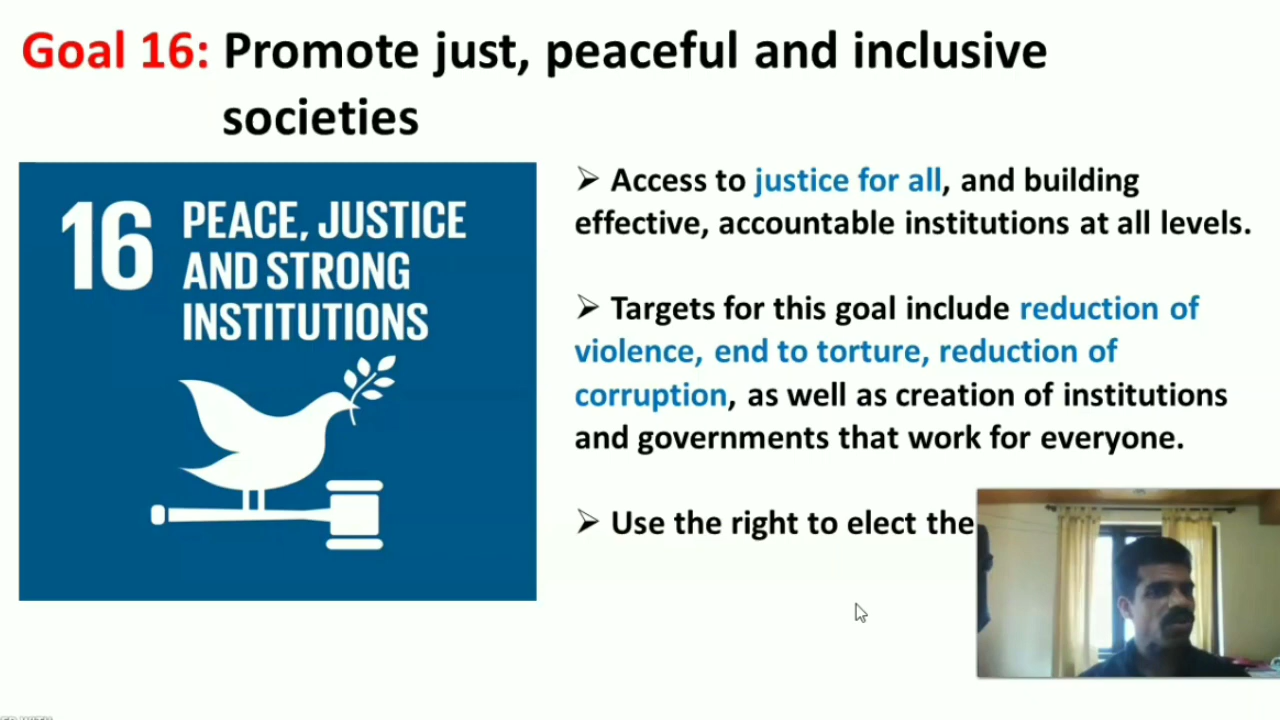 Goal 16: Promote just, peaceful and inclusive
societies
16 PEACE, JUSTICE
AND STRONG
INSTITUTIONS
➢ Access to justice for all, and building
effective, accountable institutions at all levels.
➢ Targets for this goal include reduction of
violence, end to torture, reduction of
corruption, as well as creation of institutions
and governments that work for everyone.
➢ Use the right to elect the